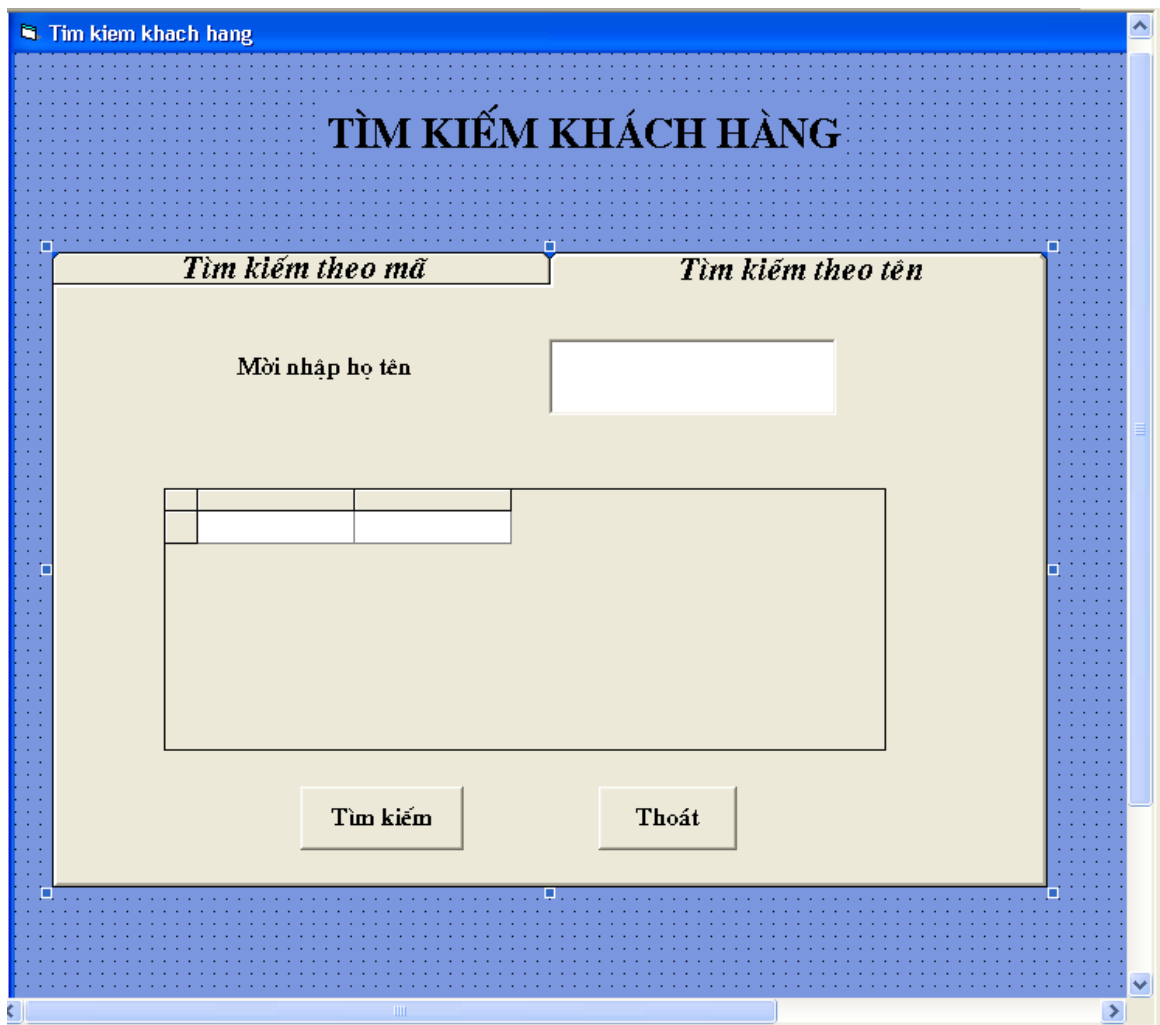 Tim kiem khach hang
TÌM KIẾM KHÁCH HÀNG
Tìm kiếm theo mã
Tìm kiếm theo tên
Mời nhập họ tên
Tìm kiếm
Thoát